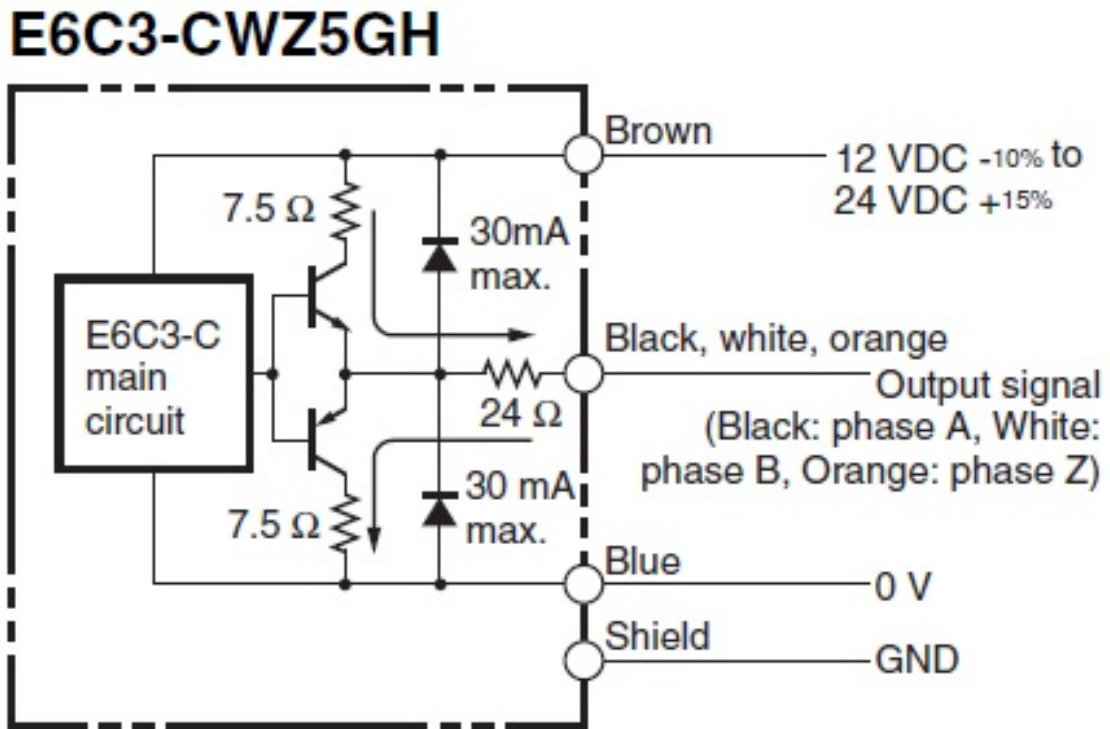 E6C3-CWZ5GH
Brown
12 VDC -10% to
24 VDC +15%
7.5 Ω
30mA
max.
E6C3-C
main
circuit
Black, white, orange
Output signal
(Black: phase A, White:
phase B, Orange: phase Z)
24 Ω
30 mA
max.
7.5 Ω
Blue
0 V
Shield
GND